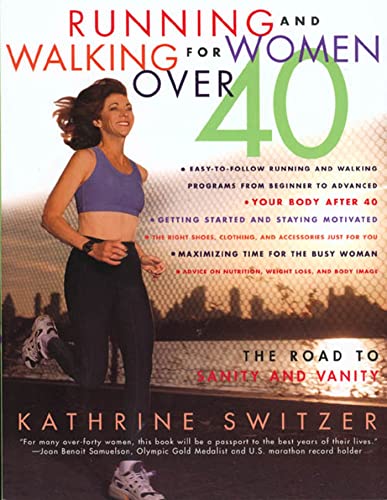 RUNNING AND
WALKING FOR WOMEN
OVER 40
• EASY-TO-FOLLOW RUNNING AND WALKING
PROGRAMS FROM BEGINNER TO ADVANCED
• YOUR BODY AFTER 40
• GETTING STARTED AND STAYING MOTIVATED
• THE RIGHT SHOES, CLOTHING, AND ACCESSORIES JUST FOR YOU
• MAXIMIZING TIME FOR THE BUSY WOMAN
• ADVICE ON NUTRITION, WEIGHT LOSS, AND BODY IMAGE
THE ROAD TO
SANITY AND VANITY
KATHRINE SWITZER
"For many over-forty women, this book will be a passport to the best years of their lives."
—Joan Benoit Samuelson, Olympic Gold Medalist and U.S. marathon record holder